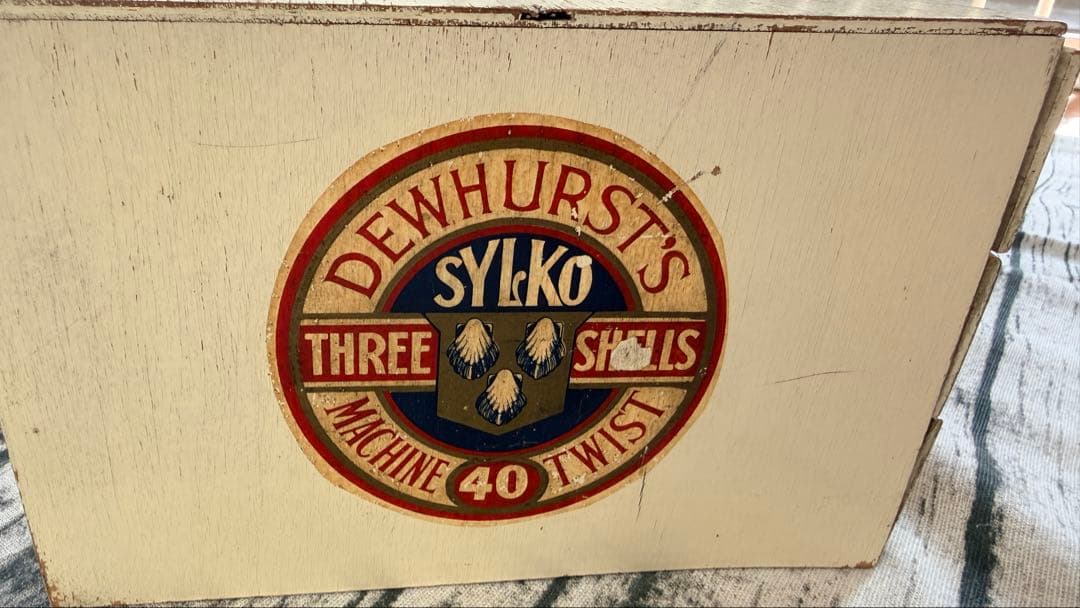 DEWHURST'S
SYLKO
THREE SHELLS
MACHINE 40 TWIST